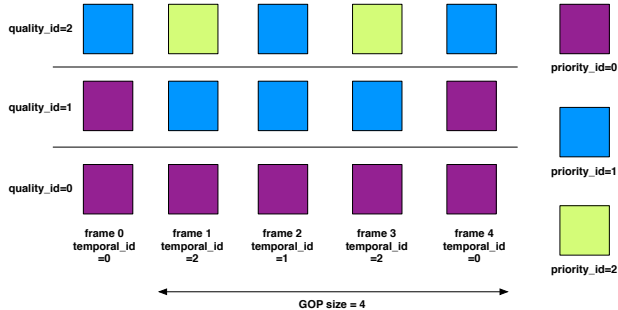 quality_id=2
priority_id=0
quality_id=1
priority_id=1
quality_id=0
frame 0
temporal_id
=0
frame 1
temporal_id
=2
frame 2
temporal_id
=1
frame 3
temporal_id
=2
frame 4
temporal_id
=0
priority_id=2
GOP size = 4